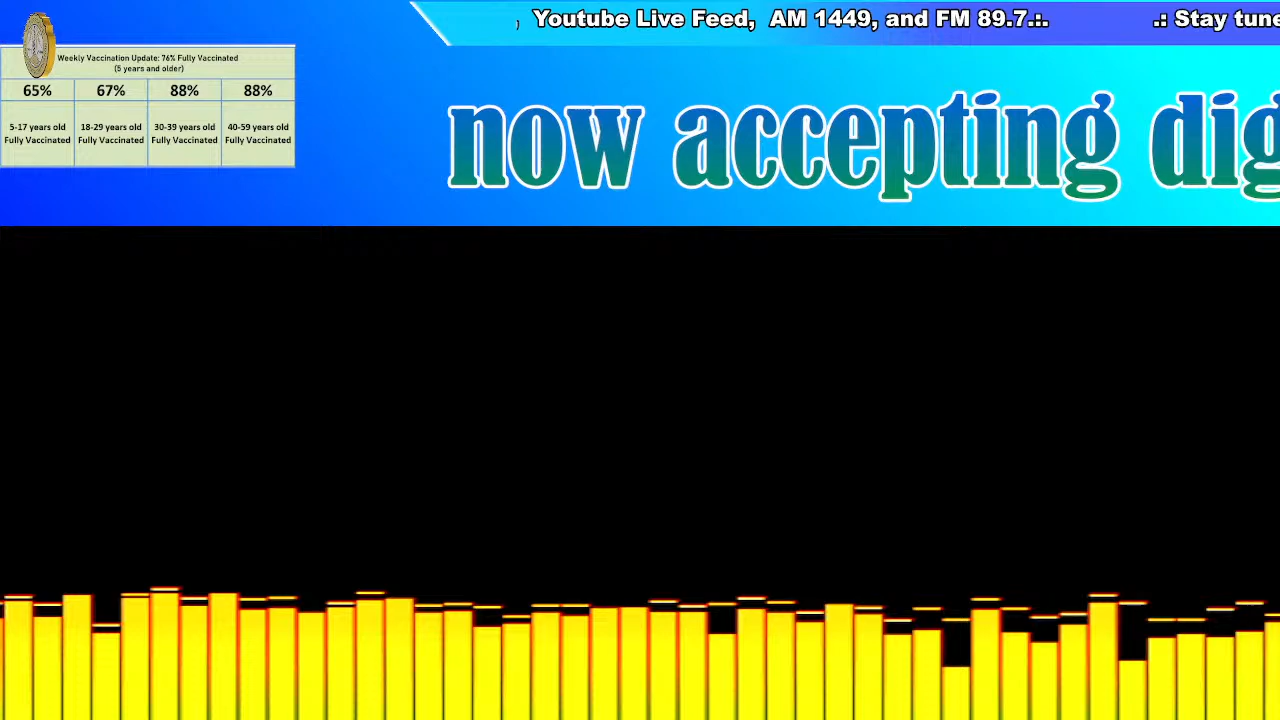 Youtube Live Feed, AM 1449, and FM 89.7.:.
.: Stay tune
Weekly Vaccination Update: 76% Fully Vaccinated
(5 years and older)
65% 67% 88% 88%
5-17 years old 18-29 years old 30-39 years old 40-59 years old
Fully Vaccinated Fully Vaccinated Fully Vaccinated Fully Vaccinated
now accepting dig